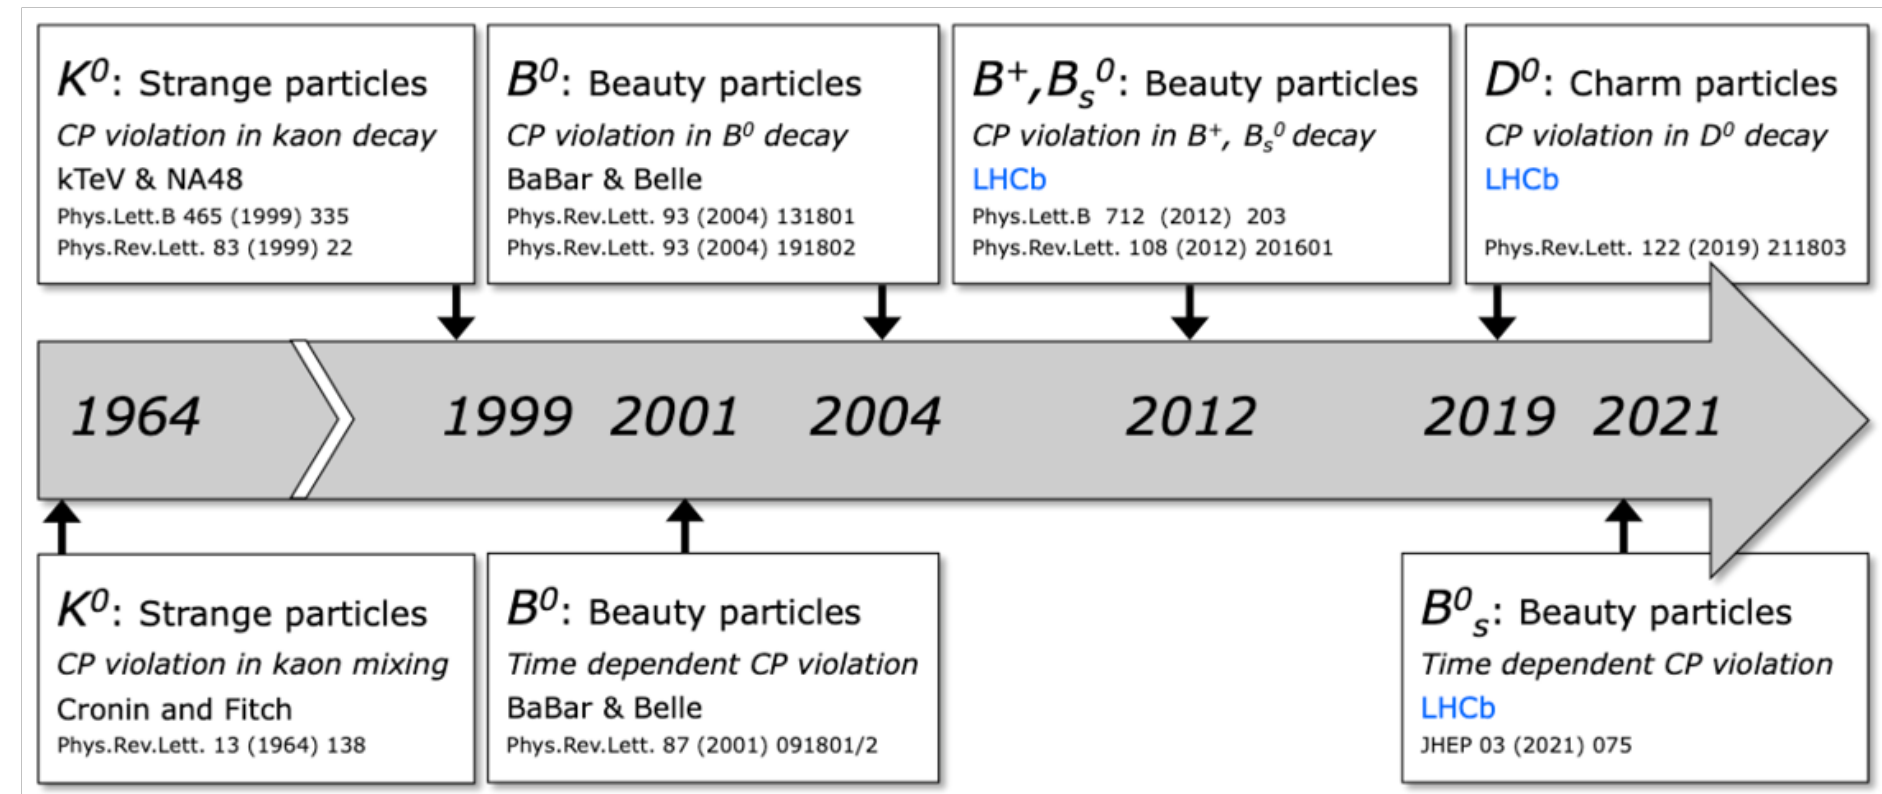 K⁰: Strange particles
CP violation in kaon decay
kTeV & NA48
Phys.Lett.B 465 (1999) 335
Phys.Rev.Lett. 83 (1999) 22
B⁰: Beauty particles
CP violation in B⁰ decay
BaBar & Belle
Phys.Rev.Lett. 93 (2004) 131801
Phys.Rev.Lett. 93 (2004) 191802
B⁺,Bₛ⁰: Beauty particles
CP violation in B⁺, Bₛ⁰ decay
LHCb
Phys.Lett.B 712 (2012) 203
Phys.Rev.Lett. 108 (2012) 201601
D⁰: Charm particles
CP violation in D⁰ decay
LHCb
Phys.Rev.Lett. 122 (2019) 211803
1964 1999 2001 2004 2012 2019 2021
K⁰: Strange particles
CP violation in kaon mixing
Cronin and Fitch
Phys.Rev.Lett. 13 (1964) 138
B⁰: Beauty particles
Time dependent CP violation
BaBar & Belle
Phys.Rev.Lett. 87 (2001) 091801/2
B⁰ₛ: Beauty particles
Time dependent CP violation
LHCb
JHEP 03 (2021) 075